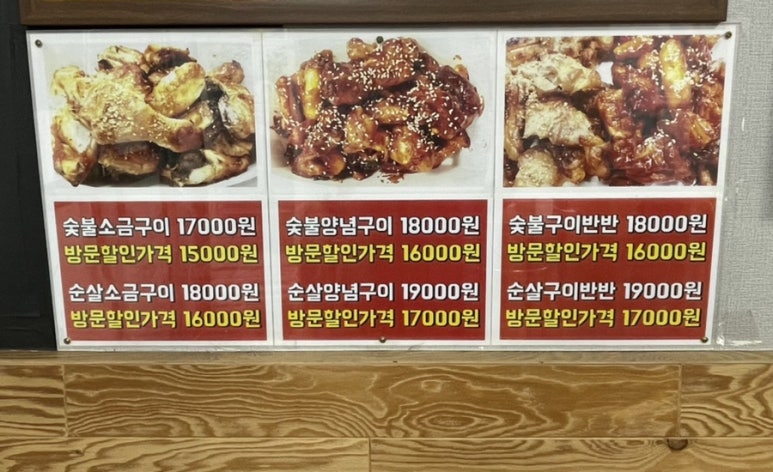 숯불소금구이 17000원
방문할인가격 15000원
순살소금구이 18000원
방문할인가격 16000원
숯불양념구이 18000원
방문할인가격 16000원
순살양념구이 19000원
방문할인가격 17000원
숯불구이반반 18000원
방문할인가격 16000원
순살구이반반 19000원
방문할인가격 17000원